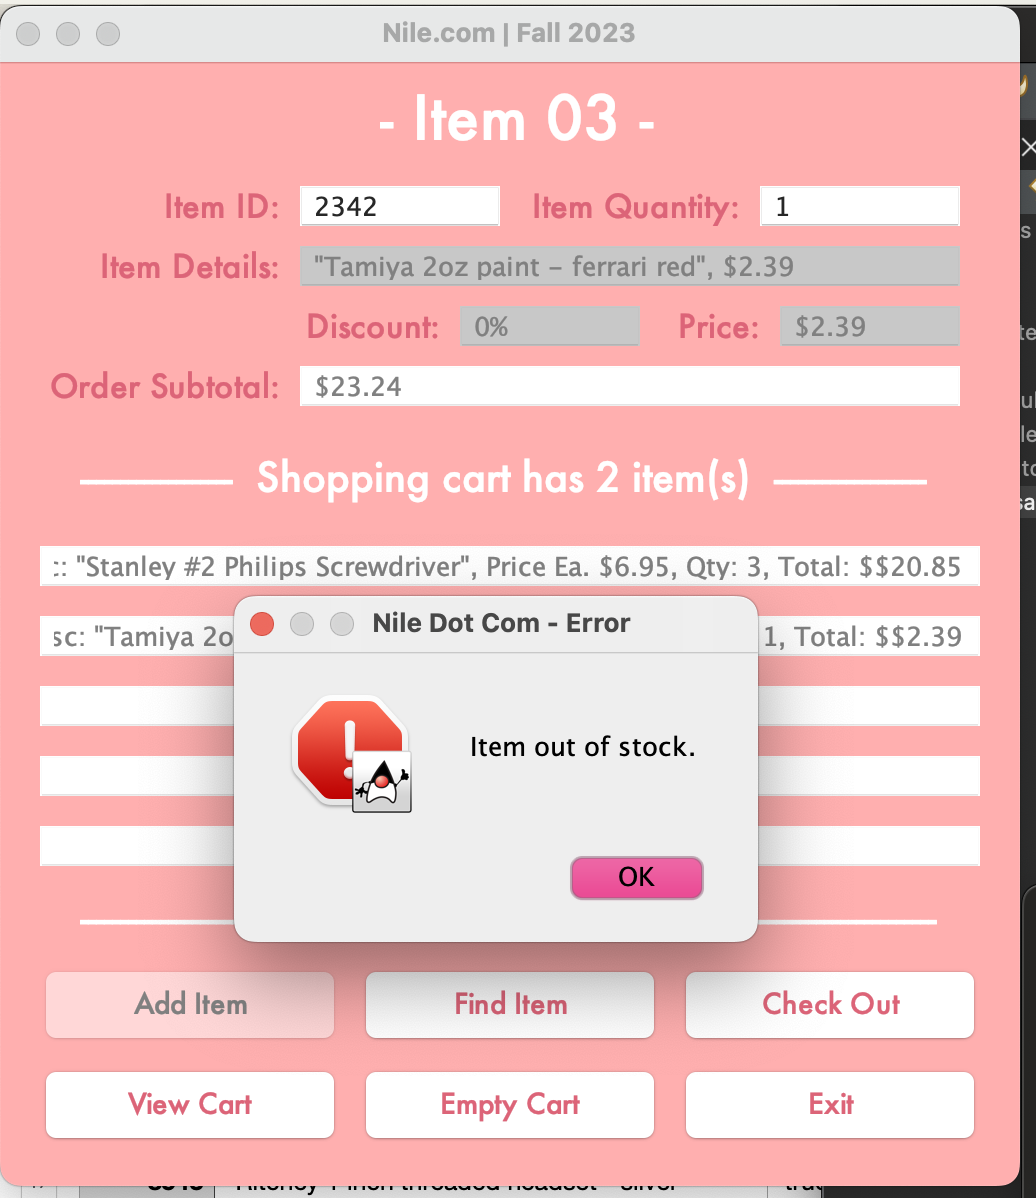 Nile.com | Fall 2023
- Item 03 -
Item ID: 2342 Item Quantity: 1
Item Details: "Tamiya 2oz paint – ferrari red", $2.39
Discount: 0% Price: $2.39
Order Subtotal: $23.24
Shopping cart has 2 item(s)
: "Stanley #2 Philips Screwdriver", Price Ea. $6.95, Qty: 3, Total: $$20.85
sc: "Tamiya 2o 1, Total: $$2.39
Nile Dot Com - Error
Item out of stock.
OK
Add Item Find Item Check Out
View Cart Empty Cart Exit